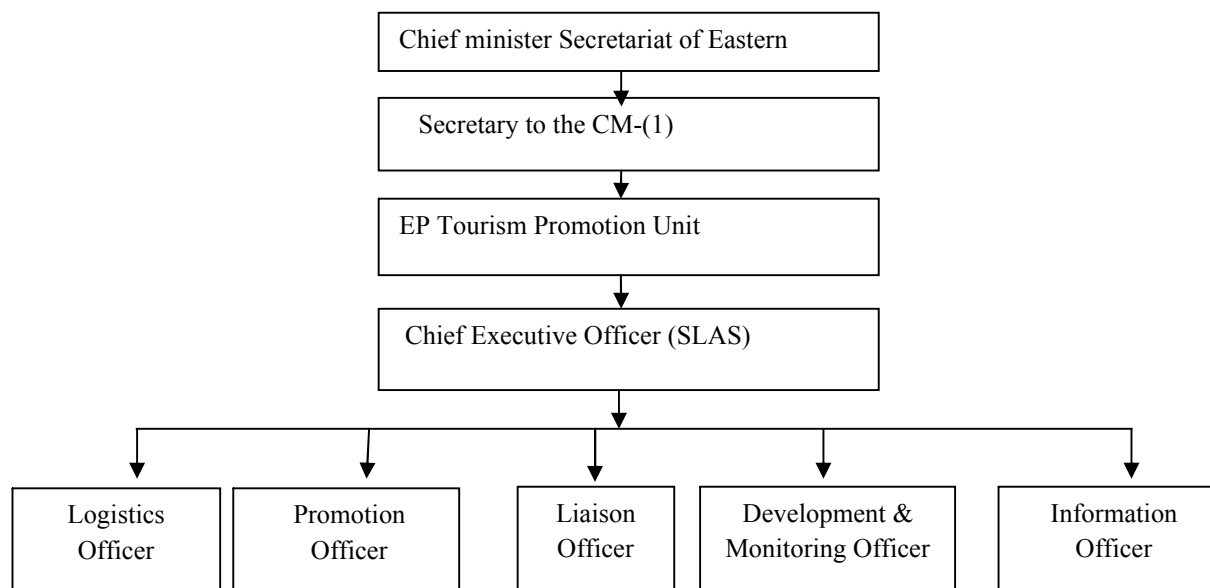 Chief minister Secretariat of Eastern
Secretary to the CM-(1)
EP Tourism Promotion Unit
Chief Executive Officer (SLAS)
Logistics
Officer
Promotion
Officer
Liaison
Officer
Development &
Monitoring Officer
Information
Officer